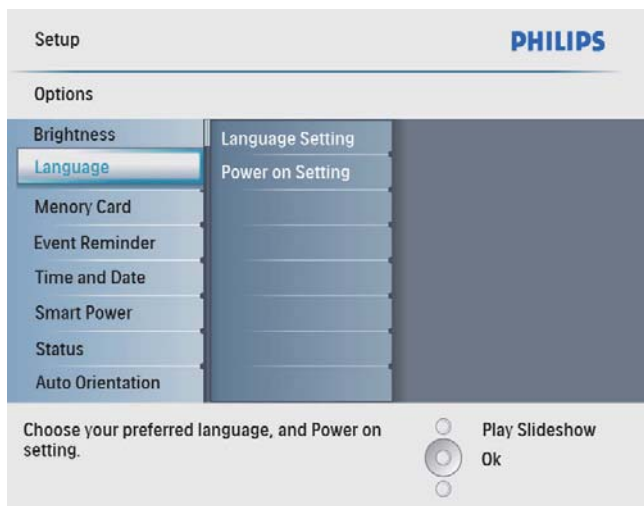 Setup
PHILIPS
Options
Brightness
Language
Menory Card
Event Reminder
Time and Date
Smart Power
Status
Auto Orientation
Language Setting
Power on Setting
Choose your preferred language, and Power on
setting.
Play Slideshow
Ok